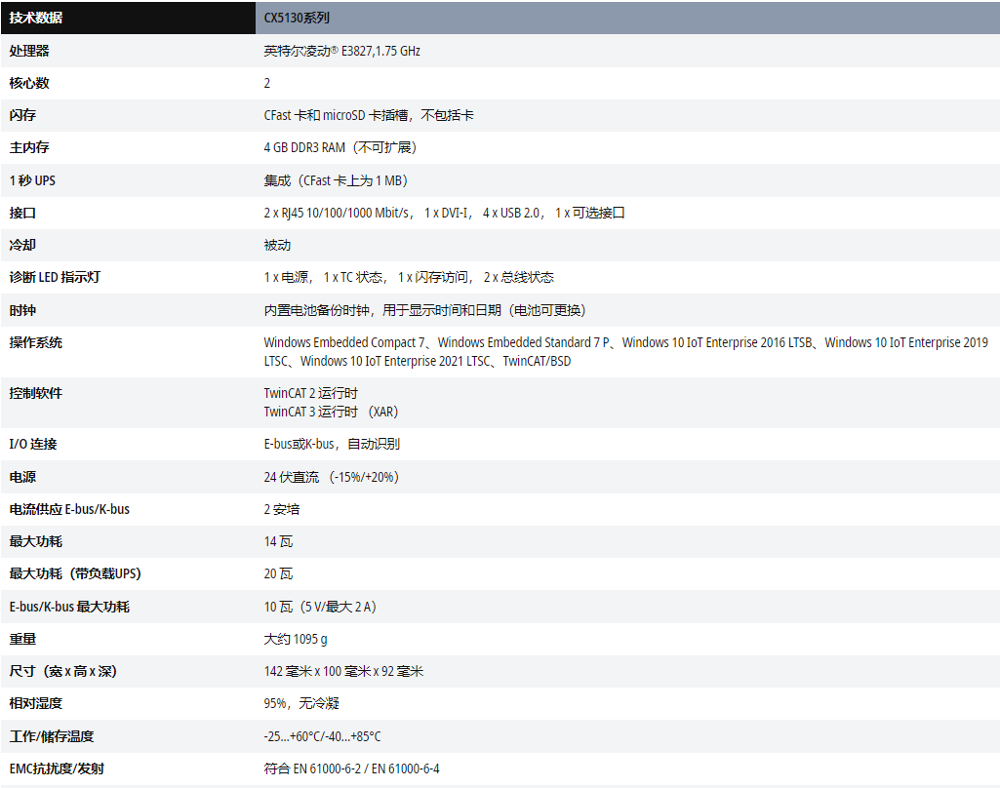 技术数据 CX5130系列
处理器 英特尔凌动® E3827,1.75 GHz
核心数 2
闪存 CFast 卡和 microSD 卡插槽，不包括卡
主内存 4 GB DDR3 RAM（不可扩展）
1 秒 UPS 集成（CFast 卡上为 1 MB）
接口 2 x RJ45 10/100/1000 Mbit/s， 1 x DVI-I， 4 x USB 2.0， 1 x 可选接口
冷却 被动
诊断 LED 指示灯 1 x 电源， 1 x TC 状态， 1 x 闪存访问， 2 x 总线状态
时钟 内置电池备份时钟，用于显示时间和日期（电池可更换）
操作系统 Windows Embedded Compact 7、Windows Embedded Standard 7 P、Windows 10 IoT Enterprise 2016 LTSB、Windows 10 IoT Enterprise 2019
LTSC、Windows 10 IoT Enterprise 2021 LTSC、TwinCAT/BSD
控制软件 TwinCAT 2 运行时
TwinCAT 3 运行时 （XAR）
I/O 连接 E-bus或K-bus，自动识别
电源 24 伏直流 （-15%/+20%）
电流供应 E-bus/K-bus 2 安培
最大功耗 14 瓦
最大功耗（带负载UPS） 20 瓦
E-bus/K-bus 最大功耗 10 瓦（5 V/最大 2 A）
重量 大约 1095 g
尺寸（宽 x 高 x 深） 142 毫米 x 100 毫米 x 92 毫米
相对湿度 95%，无冷凝
工作/储存温度 -25…+60°C/-40…+85°C
EMC抗扰度/发射 符合 EN 61000-6-2 / EN 61000-6-4